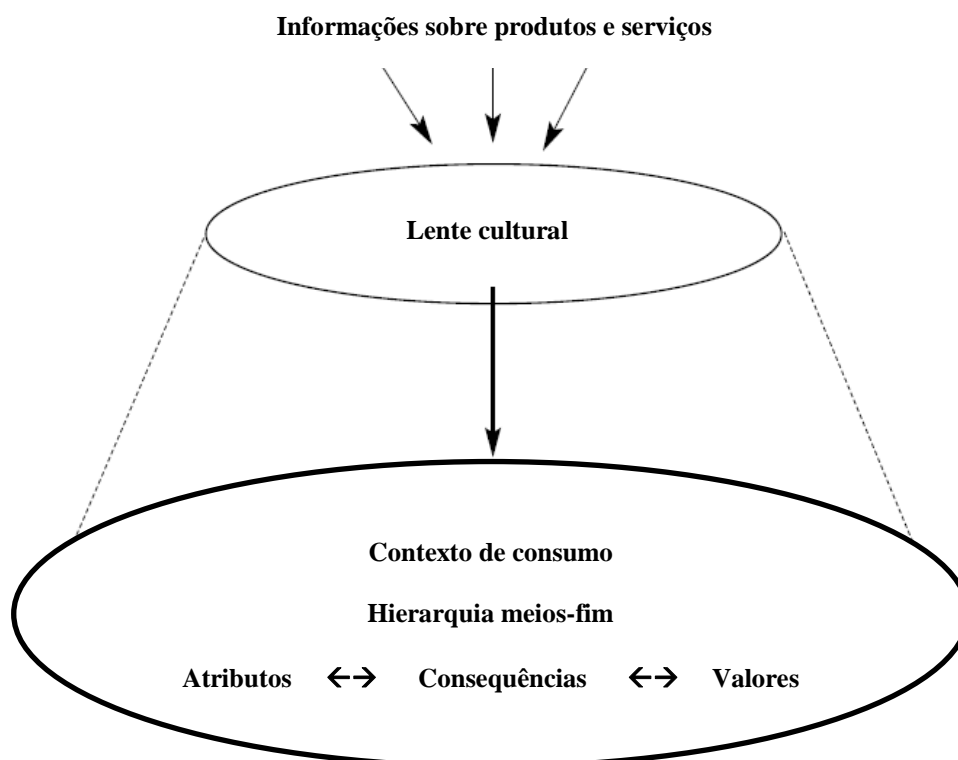 Informações sobre produtos e serviços
Lente cultural
Contexto de consumo
Hierarquia meios-fim
Atributos ←→ Consequências ←→ Valores